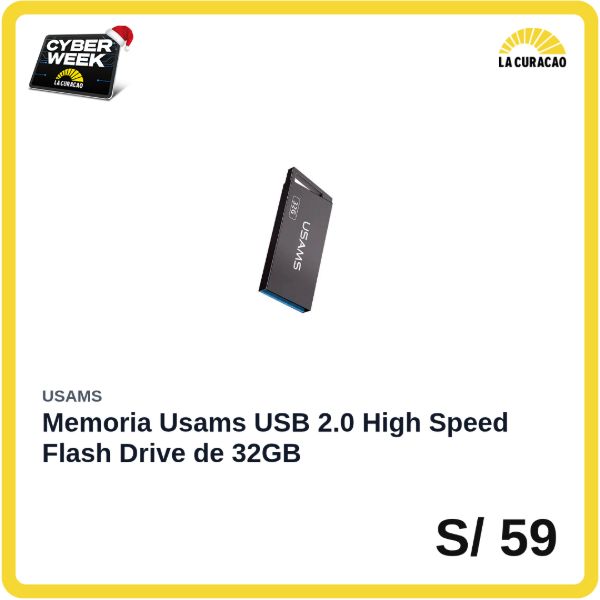 CYBER
WEEK
LA CURACAO
LA CURACAO
32G
USAMS
USAMS
Memoria Usams USB 2.0 High Speed
Flash Drive de 32GB
S/ 59